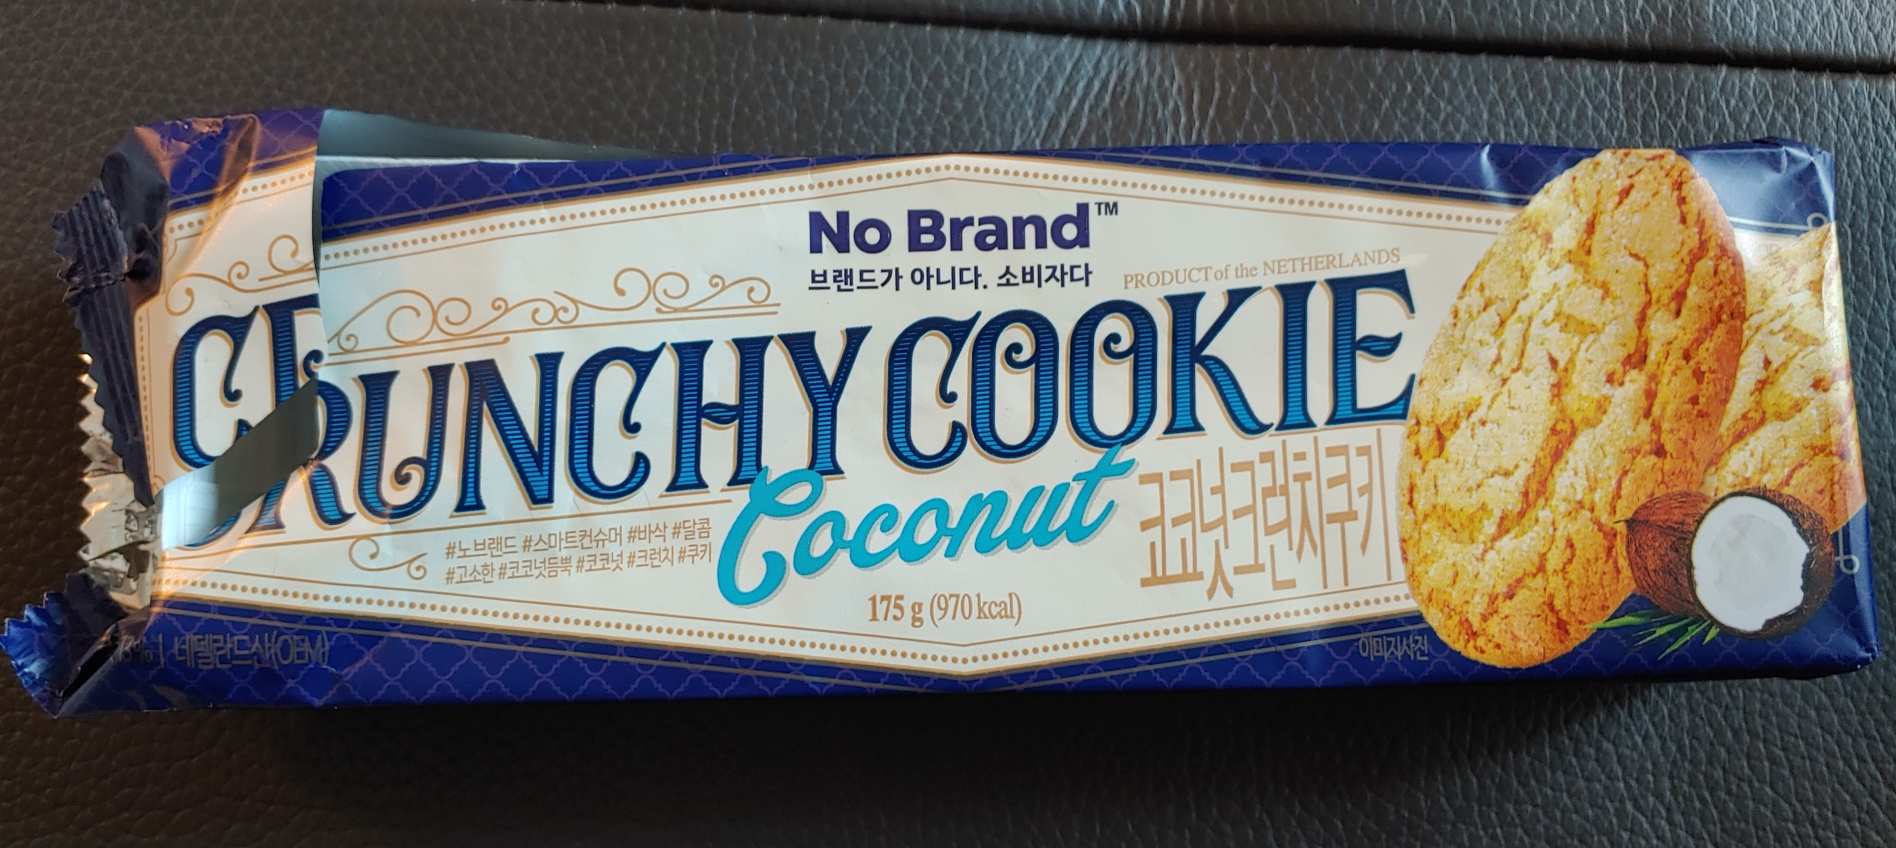 No Brand™
브랜드가 아니다. 소비자다
PRODUCT of the NETHERLANDS
CRUNCHY COOKIE
Coconut
코코넛크런치쿠키
#노브랜드 #스마트컨슈머 #바삭 #달콤
#고소한 #코코넛듬뿍 #코코넛 #크런치 #쿠키
175 g (970 kcal)
네덜란드산(OEM)
이미지사진